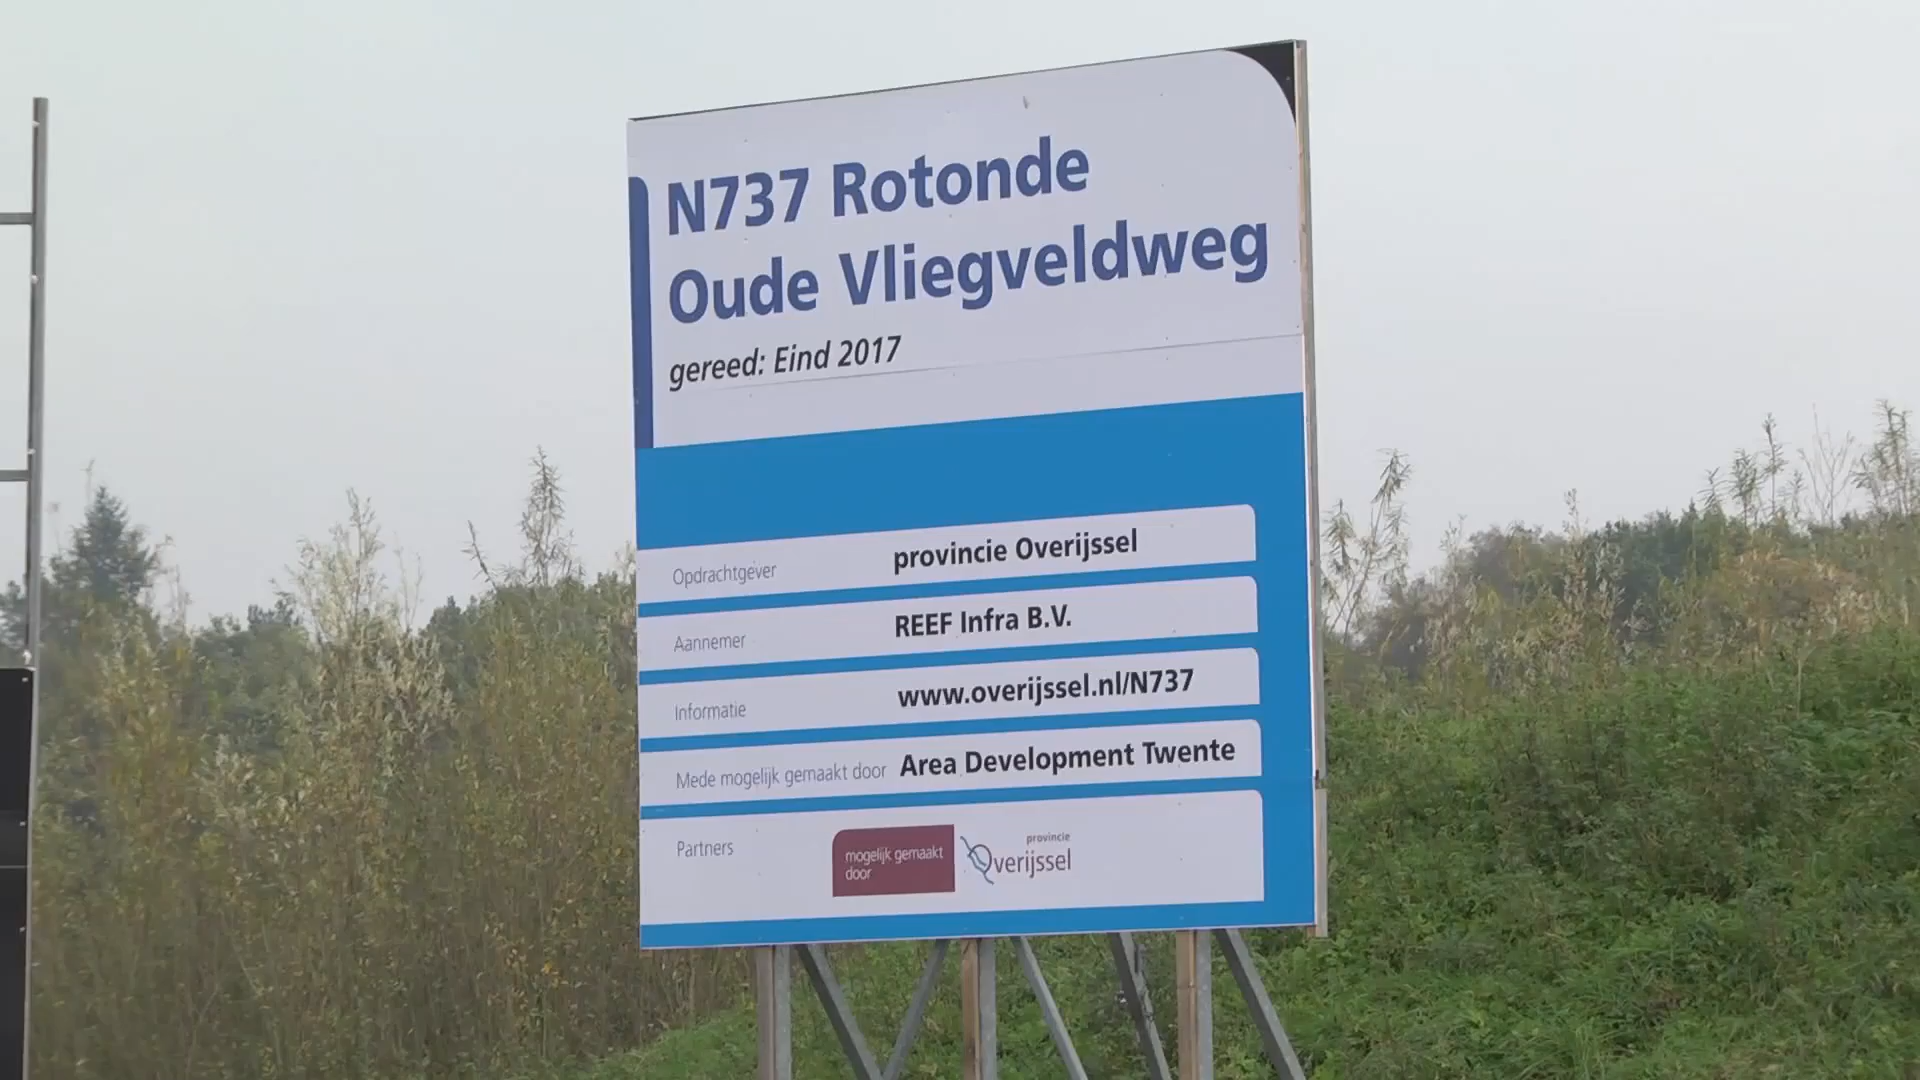 N737 Rotonde
Oude Vliegveldweg
gereed: Eind 2017
Opdrachtgever provincie Overijssel
Aannemer REEF Infra B.V.
Informatie www.overijssel.nl/N737
Mede mogelijk gemaakt door Area Development Twente
Partners
mogelijk gemaakt
door
provincie
Overijssel